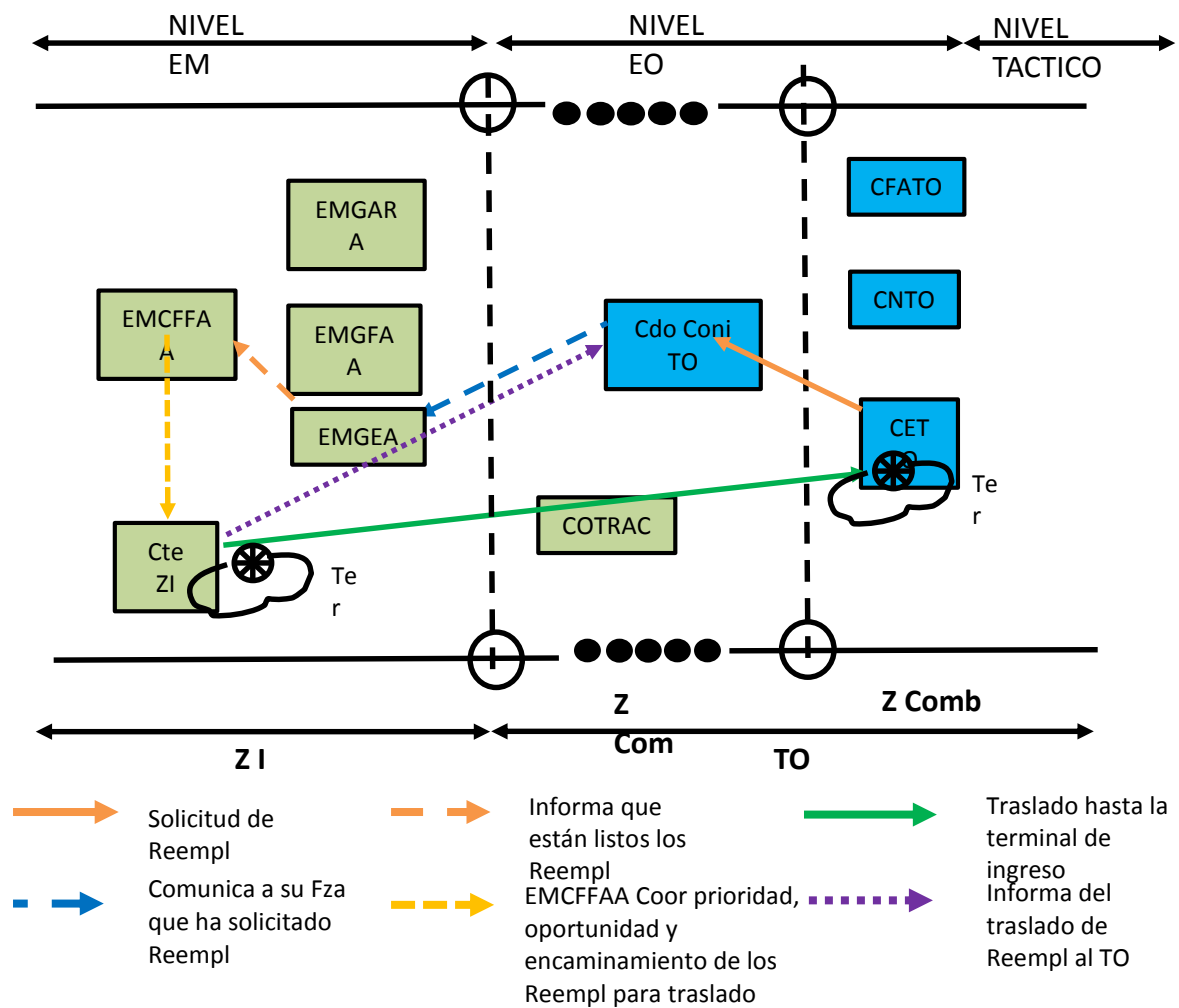 NIVEL
EM
NIVEL
EO
NIVEL
TACTICO
EMGAR
A
CFATO
EMCFFA
A
EMGFA
A
CNTO
Cdo Conj
TO
EMGEA
CET
O
Te
r
COTRAC
Cte
ZI
Te
r
Z
Com
Z Comb
Z I
TO
Solicitud de
Reempl
Informa que
están listos los
Reempl
Traslado hasta la
terminal de
ingreso
Comunica a su Fza
que ha solicitado
Reempl
EMCFFAA Coor prioridad,
oportunidad y
encaminamiento de los
Reempl para traslado
Informa del
traslado de
Reempl al TO